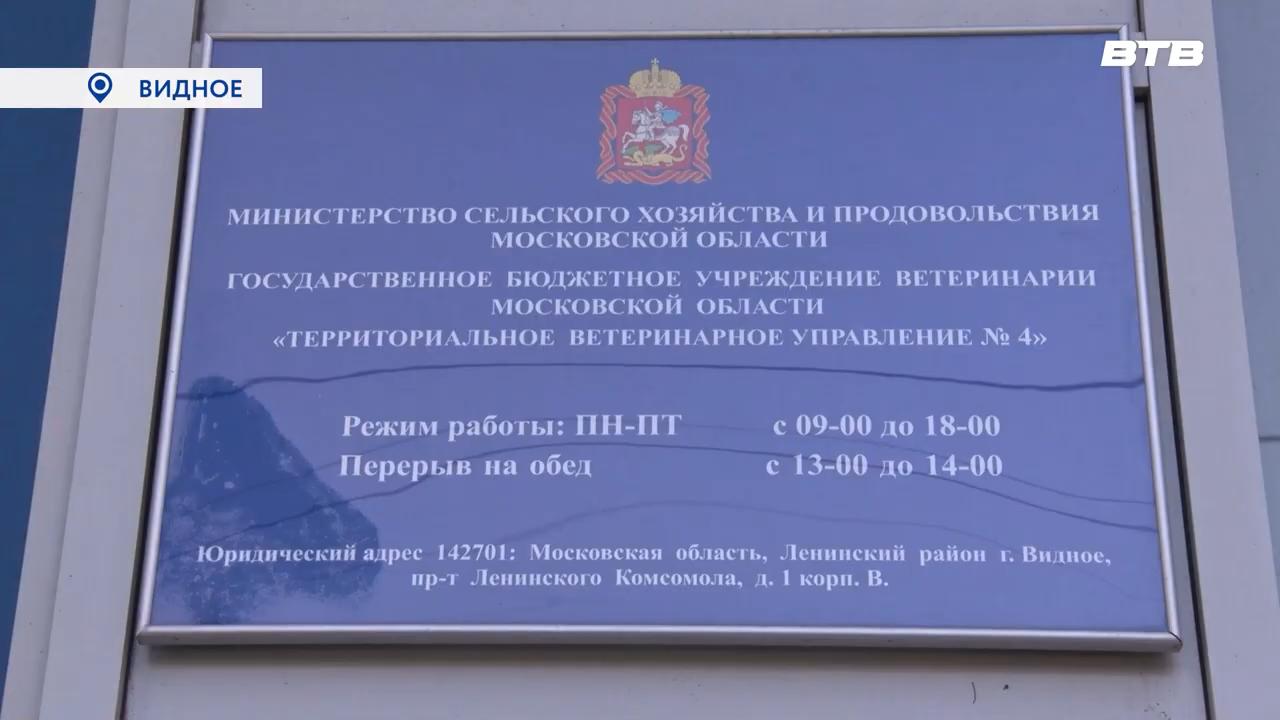 ВТВ
ВИДНОЕ
МИНИСТЕРСТВО СЕЛЬСКОГО ХОЗЯЙСТВА И ПРОДОВОЛЬСТВИЯ
МОСКОВСКОЙ ОБЛАСТИ
ГОСУДАРСТВЕННОЕ БЮДЖЕТНОЕ УЧРЕЖДЕНИЕ ВЕТЕРИНАРИИ
МОСКОВСКОЙ ОБЛАСТИ
«ТЕРРИТОРИАЛЬНОЕ ВЕТЕРИНАРНОЕ УПРАВЛЕНИЕ № 4»
Режим работы: ПН-ПТ с 09-00 до 18-00
Перерыв на обед с 13-00 до 14-00
Юридический адрес 142701: Московская область, Ленинский район г. Видное,
пр-т Ленинского Комсомола, д. 1 корп. В.